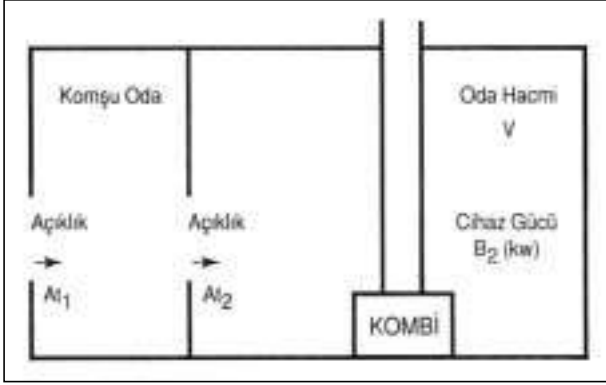 Komşu Oda
Oda Hacmi
V
Açıklık
Açıklık
Cihaz Gücü
B2 (kw)
At1
At2
KOMBİ